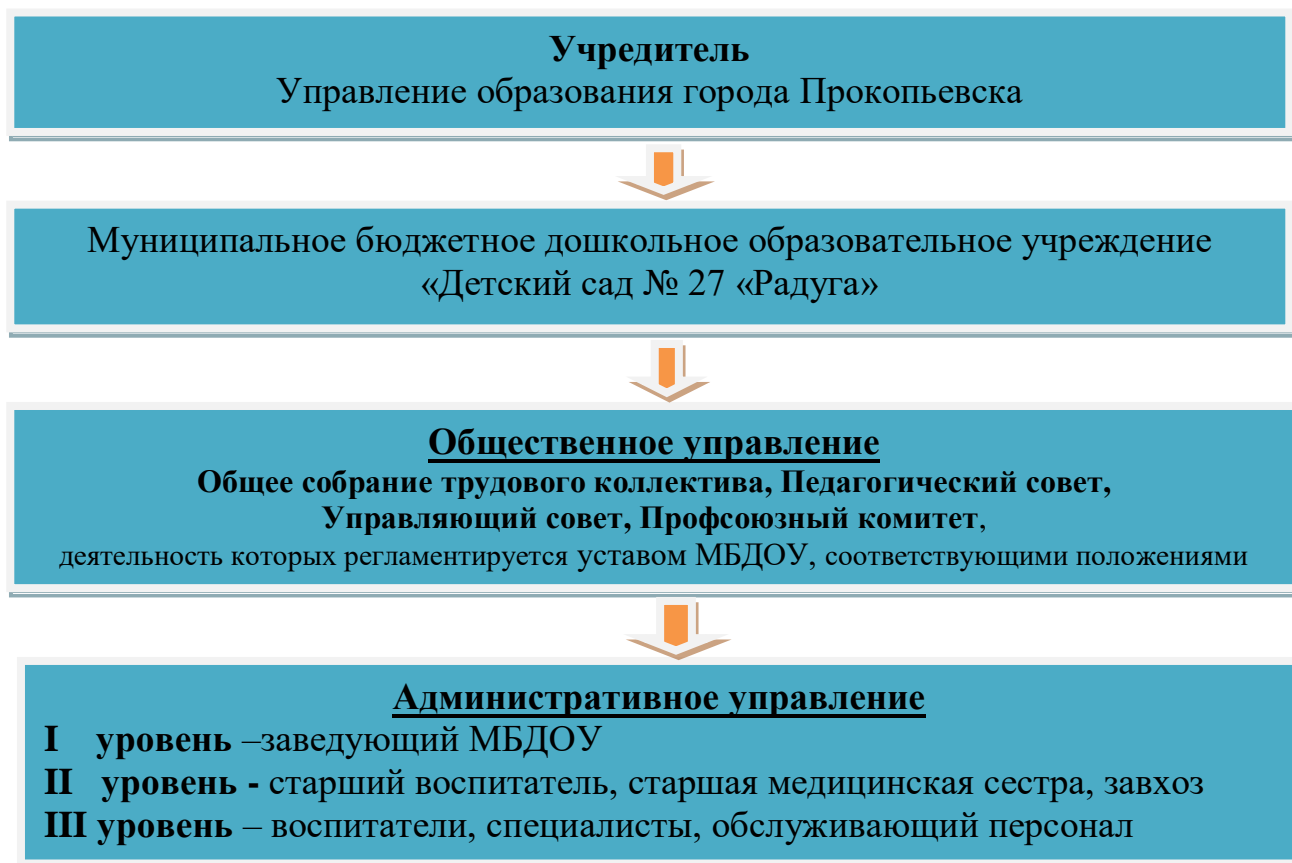 Учредитель
Управление образования города Прокопьевска
Муниципальное бюджетное дошкольное образовательное учреждение
«Детский сад № 27 «Радуга»
Общественное управление
Общее собрание трудового коллектива, Педагогический совет,
Управляющий совет, Профсоюзный комитет,
деятельность которых регламентируется уставом МБДОУ, соответствующими положениями
Административное управление
I уровень –заведующий МБДОУ
II уровень - старший воспитатель, старшая медицинская сестра, завхоз
III уровень – воспитатели, специалисты, обслуживающий персонал